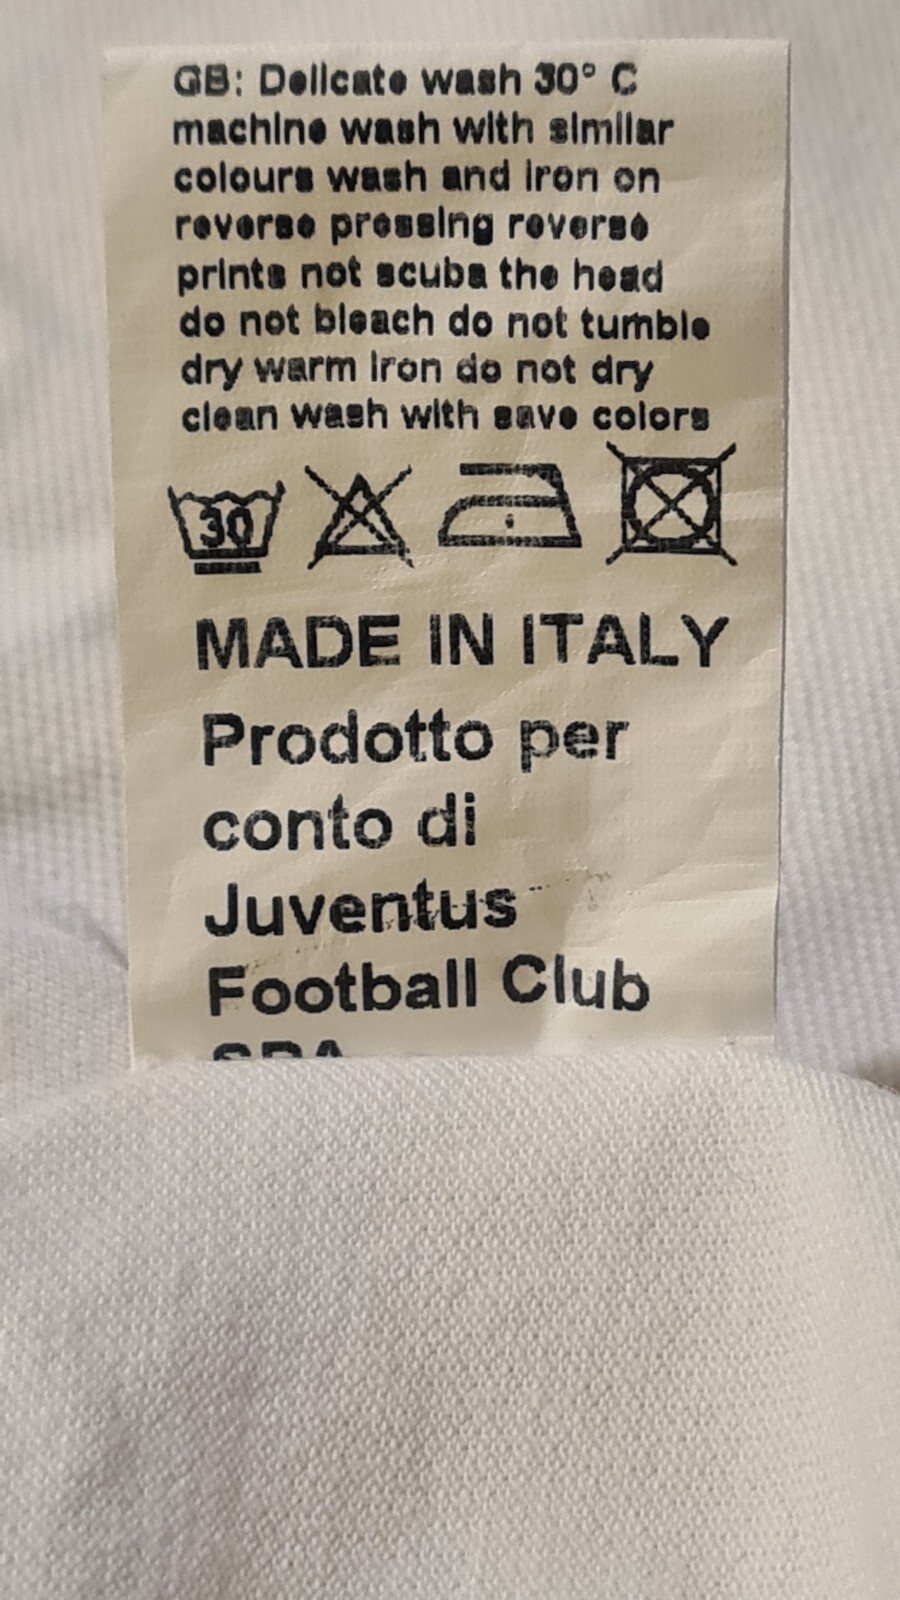 GB: Delicate wash 30° C
machine wash with similar
colours wash and iron on
reverse pressing reverse
prints not scuba the head
do not bleach do not tumble
dry warm iron do not dry
clean wash with save colors
30
MADE IN ITALY
Prodotto per
conto di
Juventus
Football Club
SPA